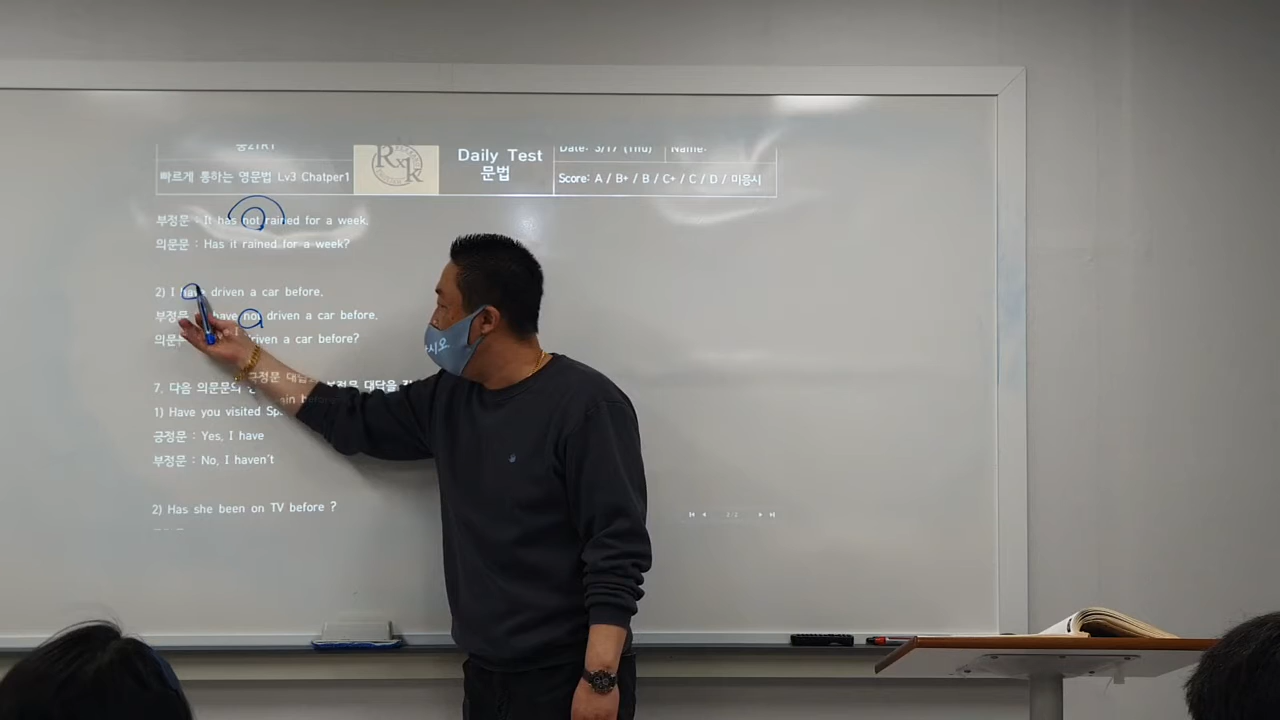 중2TR1
빠르게 통하는 영문법 Lv3 Chatper1
RxK
Daily Test
문법
Date: 3/17 (Thu)
Name:
Score: A / B+ / B / C+ / C / D / 미응시
부정문 : It has not rained for a week.
의문문 : Has it rained for a week?
2) I have driven a car before.
부정문 have not driven a car before.
의문문 driven a car before?
7. 다음 의문문의 긍정문 대답 부정문 대답을
1) Have you visited
긍정문 : Yes, I have
부정문 : No, I haven't
2) Has she been on TV before ?